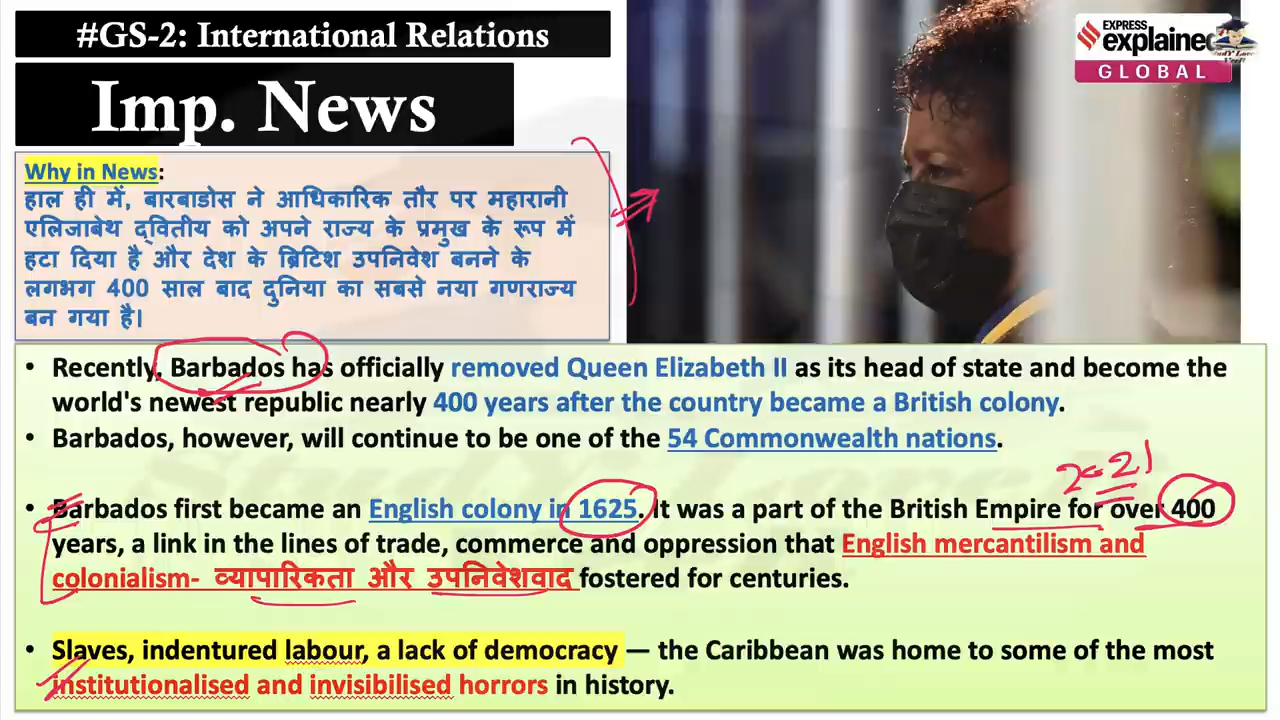 #GS-2: International Relations
Imp. News
EXPRESS
explained
GLOBAL
Why in News:
हाल ही में, बारबाडोस ने आधिकारिक तौर पर महारानी
एलिजाबेथ द्वितीय को अपने राज्य के प्रमुख के रूप में
हटा दिया है और देश के ब्रिटिश उपनिवेश बनने के
लगभग 400 साल बाद दुनिया का सबसे नया गणराज्य
बन गया है।
• Recently, Barbados has officially removed Queen Elizabeth II as its head of state and become the
world's newest republic nearly 400 years after the country became a British colony.
• Barbados, however, will continue to be one of the 54 Commonwealth nations.
2021
• Barbados first became an English colony in 1625. It was a part of the British Empire for over 400
years, a link in the lines of trade, commerce and oppression that English mercantilism and
colonialism- व्यापारिकता और उपनिवेशवाद fostered for centuries.
• Slaves, indentured labour, a lack of democracy — the Caribbean was home to some of the most
institutionalised and invisibilised horrors in history.